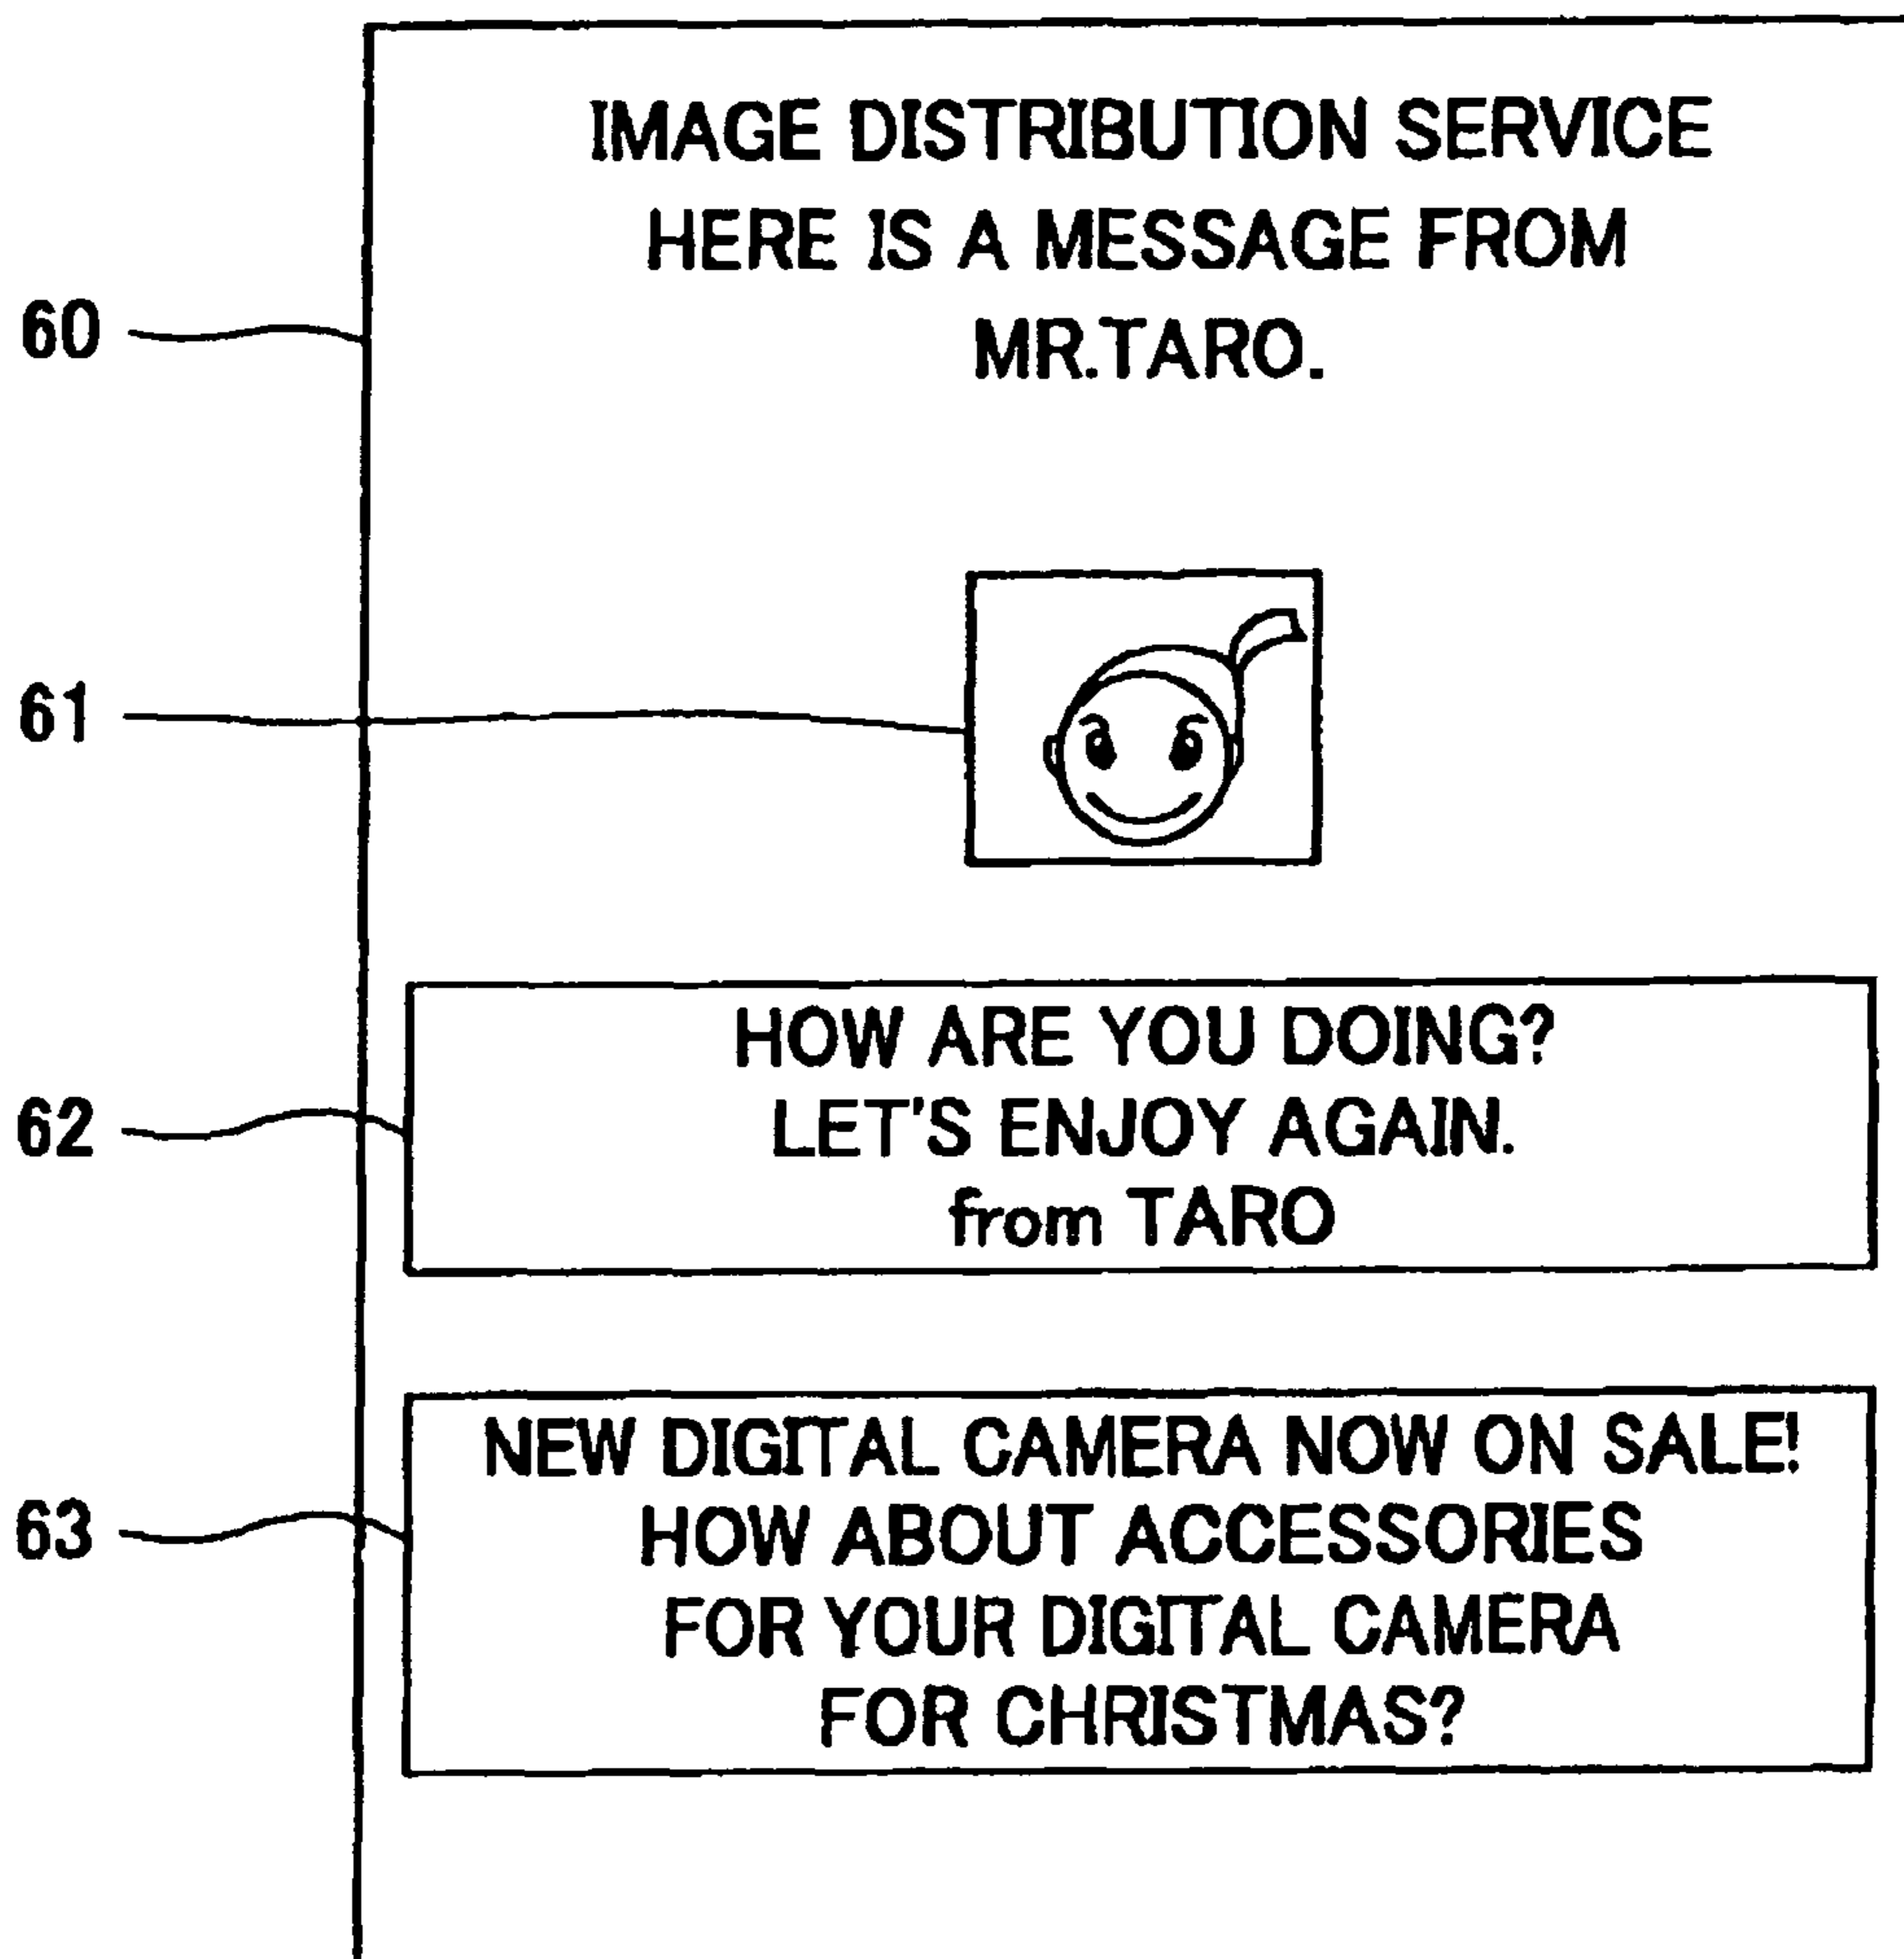 IMAGE DISTRIBUTION SERVICE
HERE IS A MESSAGE FROM
MR.TARO.
60
61
62
HOW ARE YOU DOING?
LET'S ENJOY AGAIN.
from TARO
63
NEW DIGITAL CAMERA NOW ON SALE!
HOW ABOUT ACCESSORIES
FOR YOUR DIGITAL CAMERA
FOR CHRISTMAS?